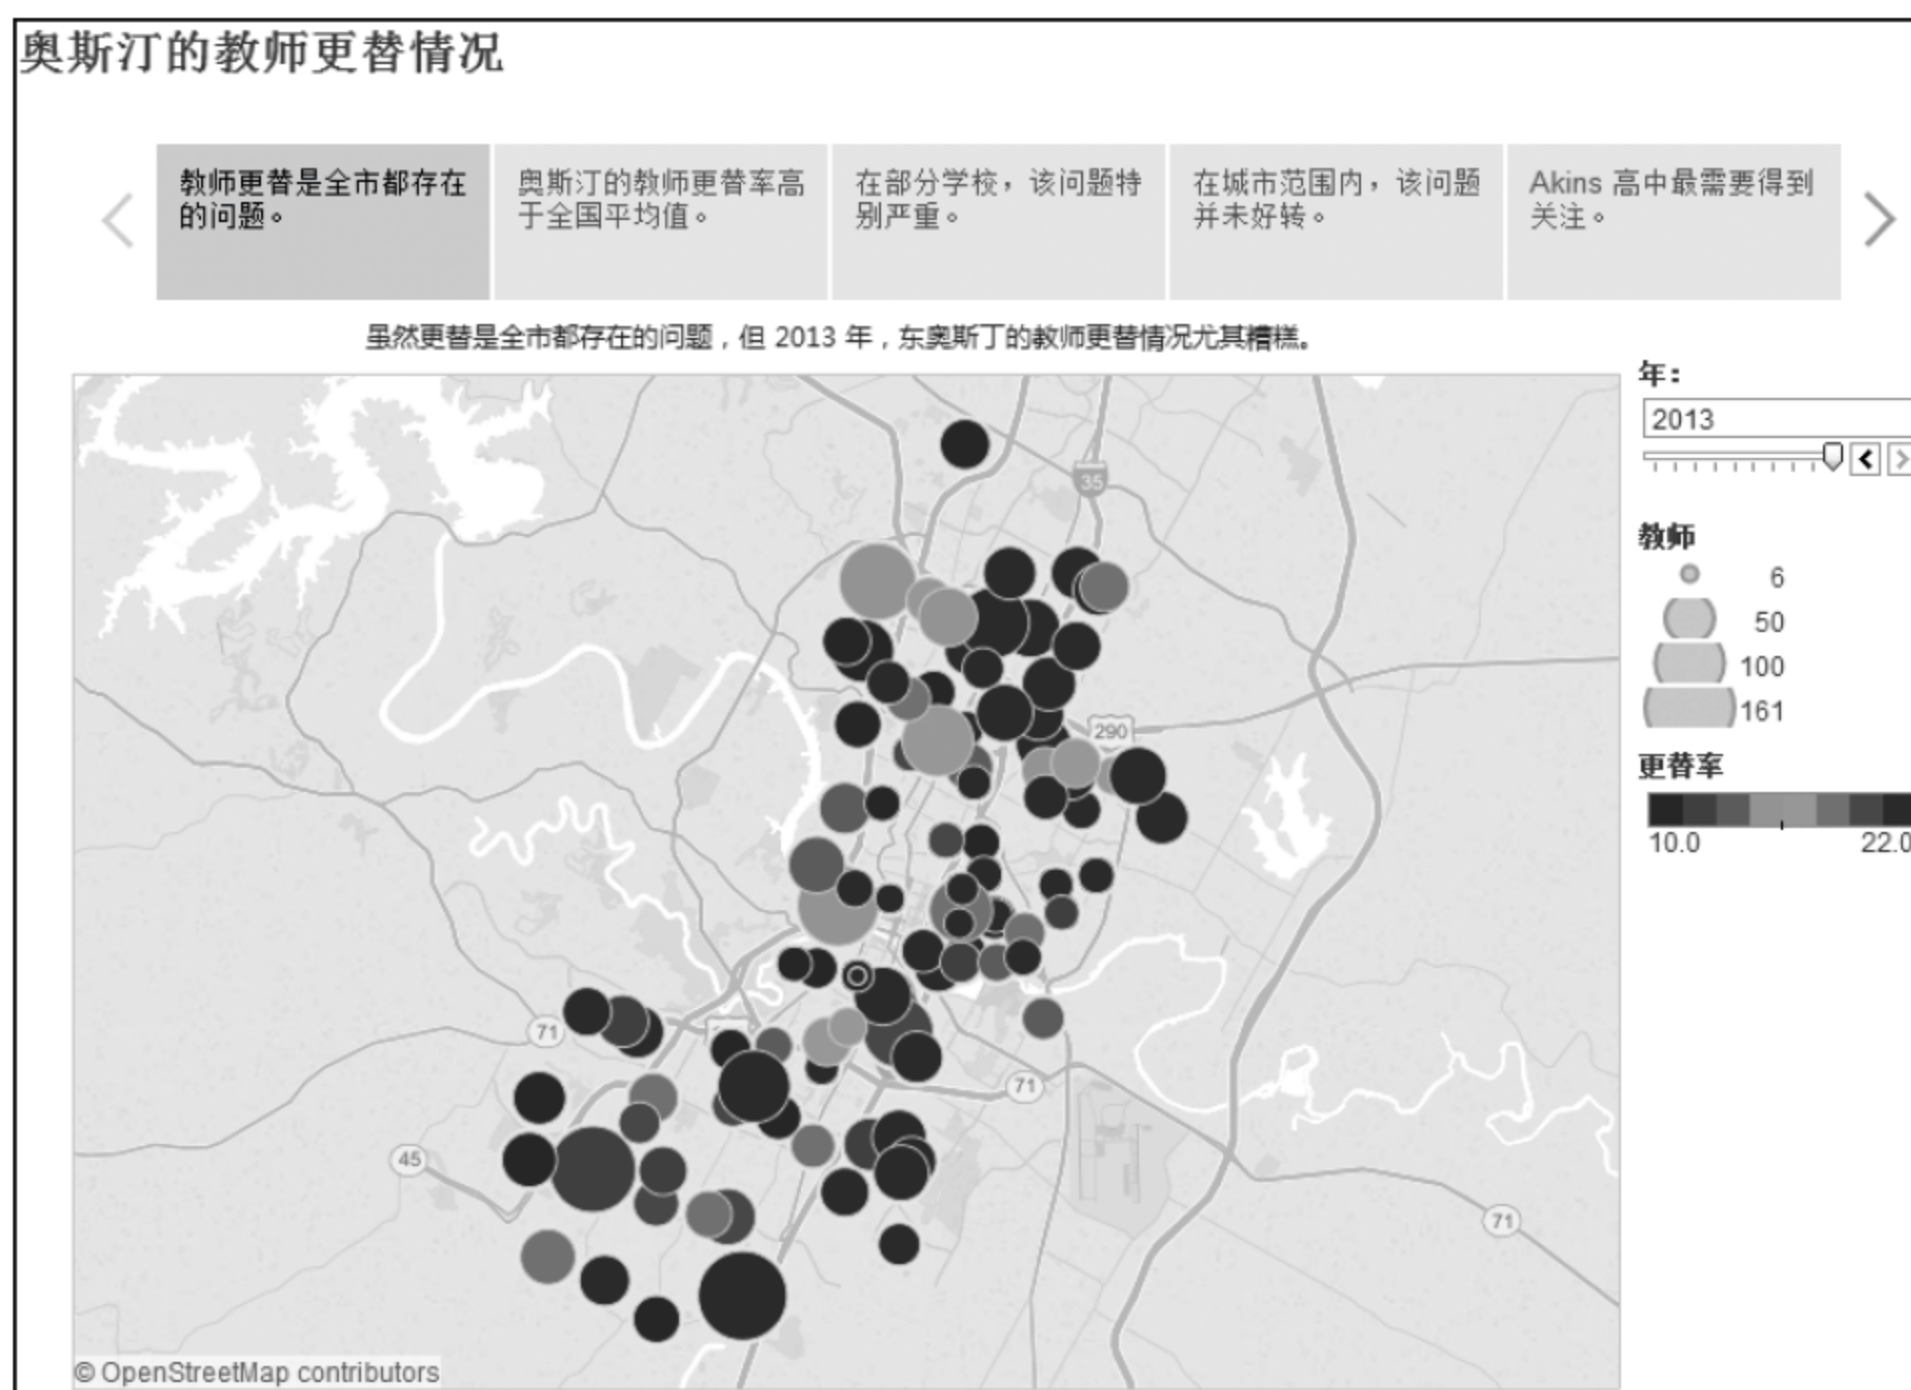 奥斯汀的教师更替情况
教师更替是全市都存在
的问题。
奥斯汀的教师更替率高
于全国平均值。
在部分学校，该问题特
别严重。
在城市范围内，该问题
并未好转。
Akins 高中最需要得到
关注。
虽然更替是全市都存在的问题，但 2013 年，东奥斯丁的教师更替情况尤其糟糕。
年：
2013
教师
6
50
100
161
更替率
10.0
22.0
35
290
71
71
45
71
© OpenStreetMap contributors